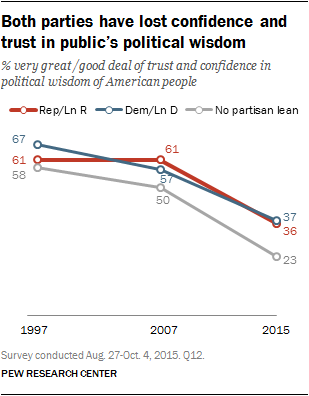 Both parties have lost confidence and
trust in public's political wisdom
% very great /good deal of trust and confidence in
political wisdom of American people
Rep/Ln R Dem/Ln D No partisan lean
67
61
58
61
57
50
37
36
23
1997 2007 2015
Survey conducted Aug. 27-Oct. 4, 2015. Q12.
PEW RESEARCH CENTER